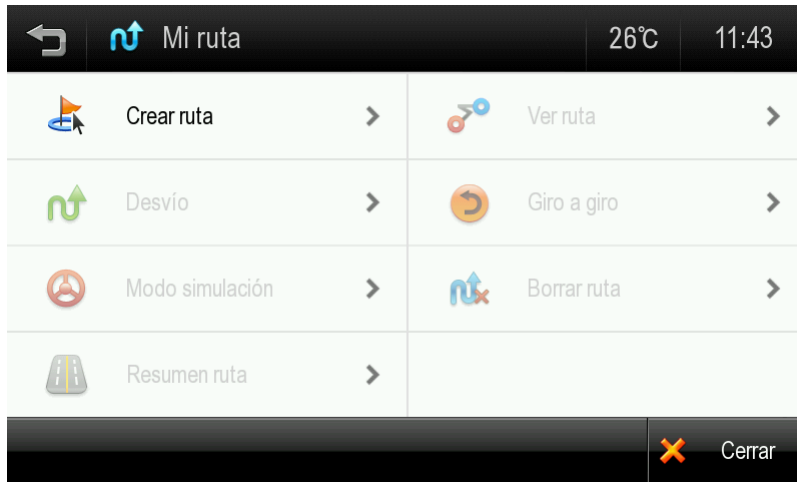 Mi ruta
26℃
11:43
Crear ruta
Ver ruta
Desvío
Giro a giro
Modo simulación
Borrar ruta
Resumen ruta
Cerrar